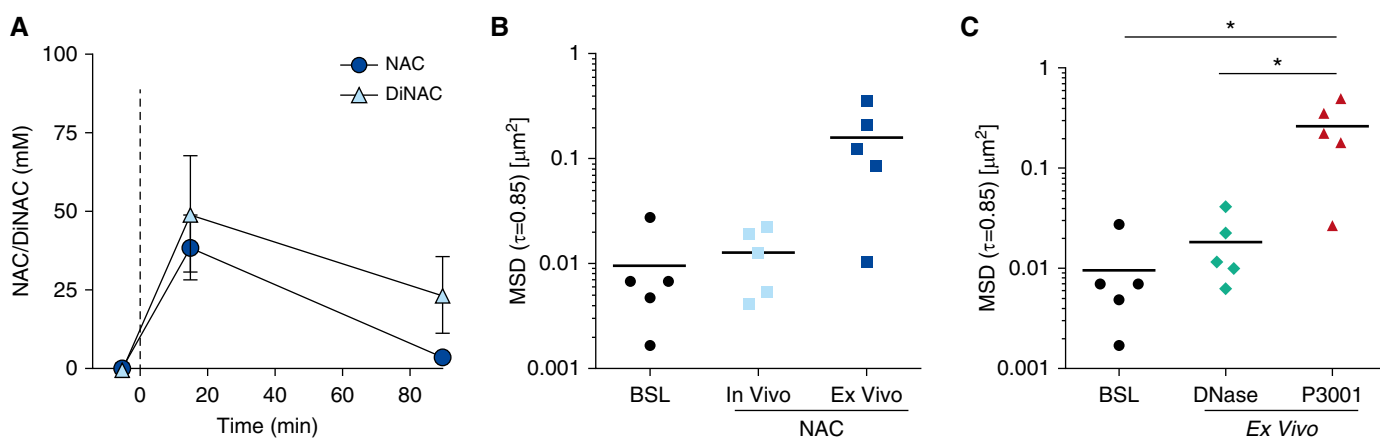 A
NAC/DiNAC (mM)
100
75
50
25
0
0 20 40 60 80
Time (min)
NAC
DiNAC
B
MSD (τ=0.85) [μm²]
1
0.1
0.01
0.001
BSL In Vivo Ex Vivo
NAC
C
MSD (τ=0.85) [μm²]
1
0.1
0.01
0.001
*
*
BSL DNase P3001
Ex Vivo